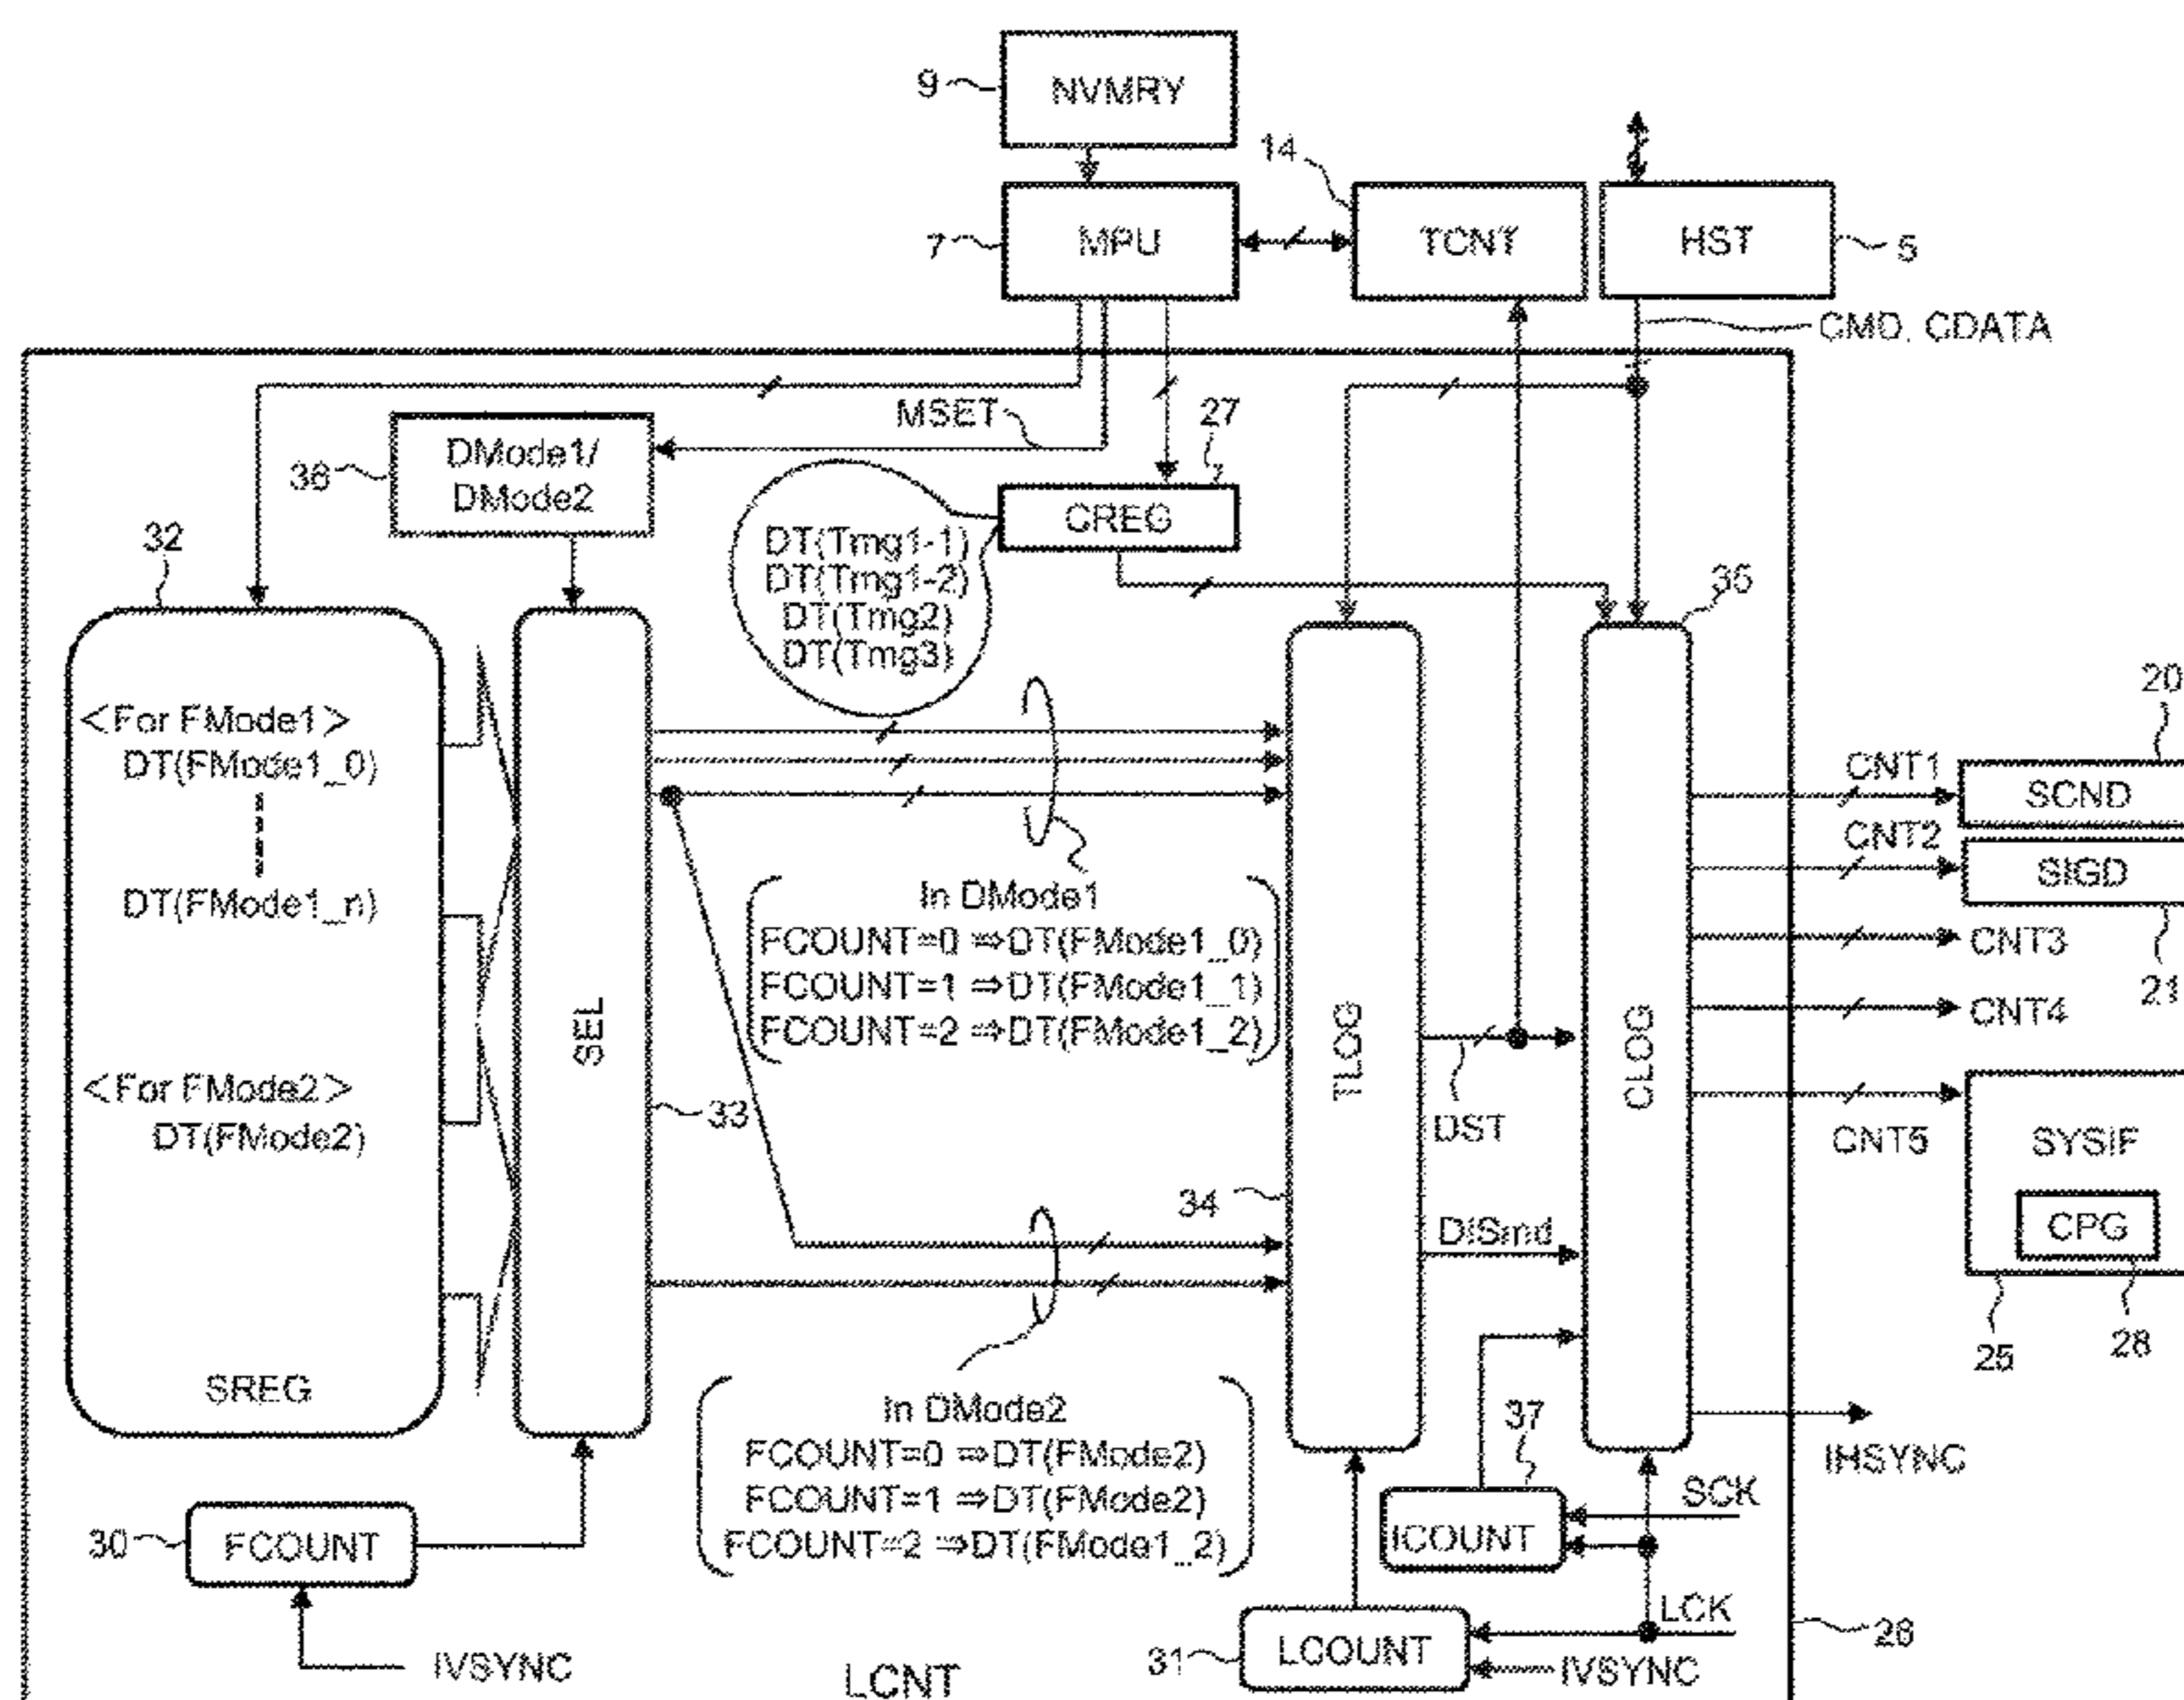 NVMRY
9
14
MPU
7
TCNT
HST
5
CMD, CDATA
MSET
27
DMode1/
DMode2
36
CREG
DT(Tmg1-1)
DT(Tmg1-2)
DT(Tmg2)
DT(Tmg3)
32
35
<For FMode1>
DT(FMode1_0)
DT(FMode1_n)
<For FMode2>
DT(FMode2)
SREG
SEL
33
In DMode1
FCOUNT=0 ⇒DT(FMode1_0)
FCOUNT=1 ⇒DT(FMode1_1)
FCOUNT=2 ⇒DT(FMode1_2)
TLOG
34
DST
DISmd
CLOG
20
CNT1
SCND
CNT2
SIGD
21
CNT3
CNT4
CNT5
SYSIF
CPG
25
28
In DMode2
FCOUNT=0 ⇒DT(FMode2)
FCOUNT=1 ⇒DT(FMode2)
FCOUNT=2 ⇒DT(FMode1_2)
37
IHSYNC
SCK
ICOUNT
30
FCOUNT
IVSYNC
LCK
31
LCOUNT
IVSYNC
26
LCNT